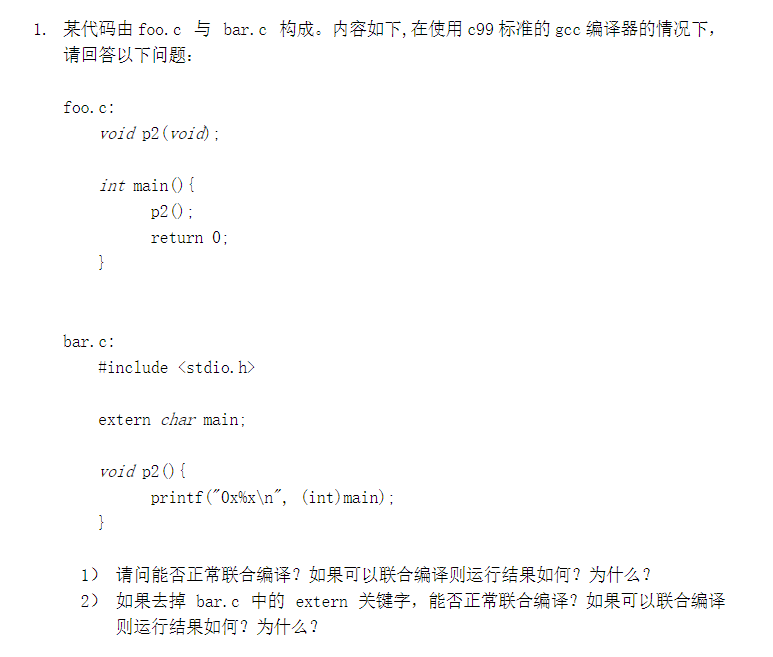 1. 某代码由 foo.c 与 bar.c 构成。内容如下,在使用 c99 标准的 gcc 编译器的情况下，
请回答以下问题：
foo.c:
void p2(void);
int main(){
p2();
return 0;
}
bar.c:
#include <stdio.h>
extern char main;
void p2(){
printf("0x%x\n", (int)main);
}
1） 请问能否正常联合编译？如果可以联合编译则运行结果如何？为什么？
2） 如果去掉 bar.c 中的 extern 关键字，能否正常联合编译？如果可以联合编译
则运行结果如何？为什么？